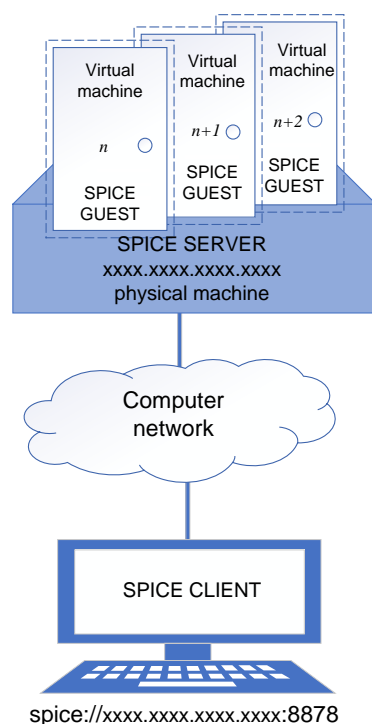 Virtual
machine
n
SPICE
GUEST
Virtual
machine
n+1
SPICE
GUEST
Virtual
machine
n+2
SPICE
GUEST
SPICE SERVER
xxxx.xxxx.xxxx.xxxx
physical machine
Computer
network
SPICE CLIENT
spice://xxxx.xxxx.xxxx.xxxx:8878